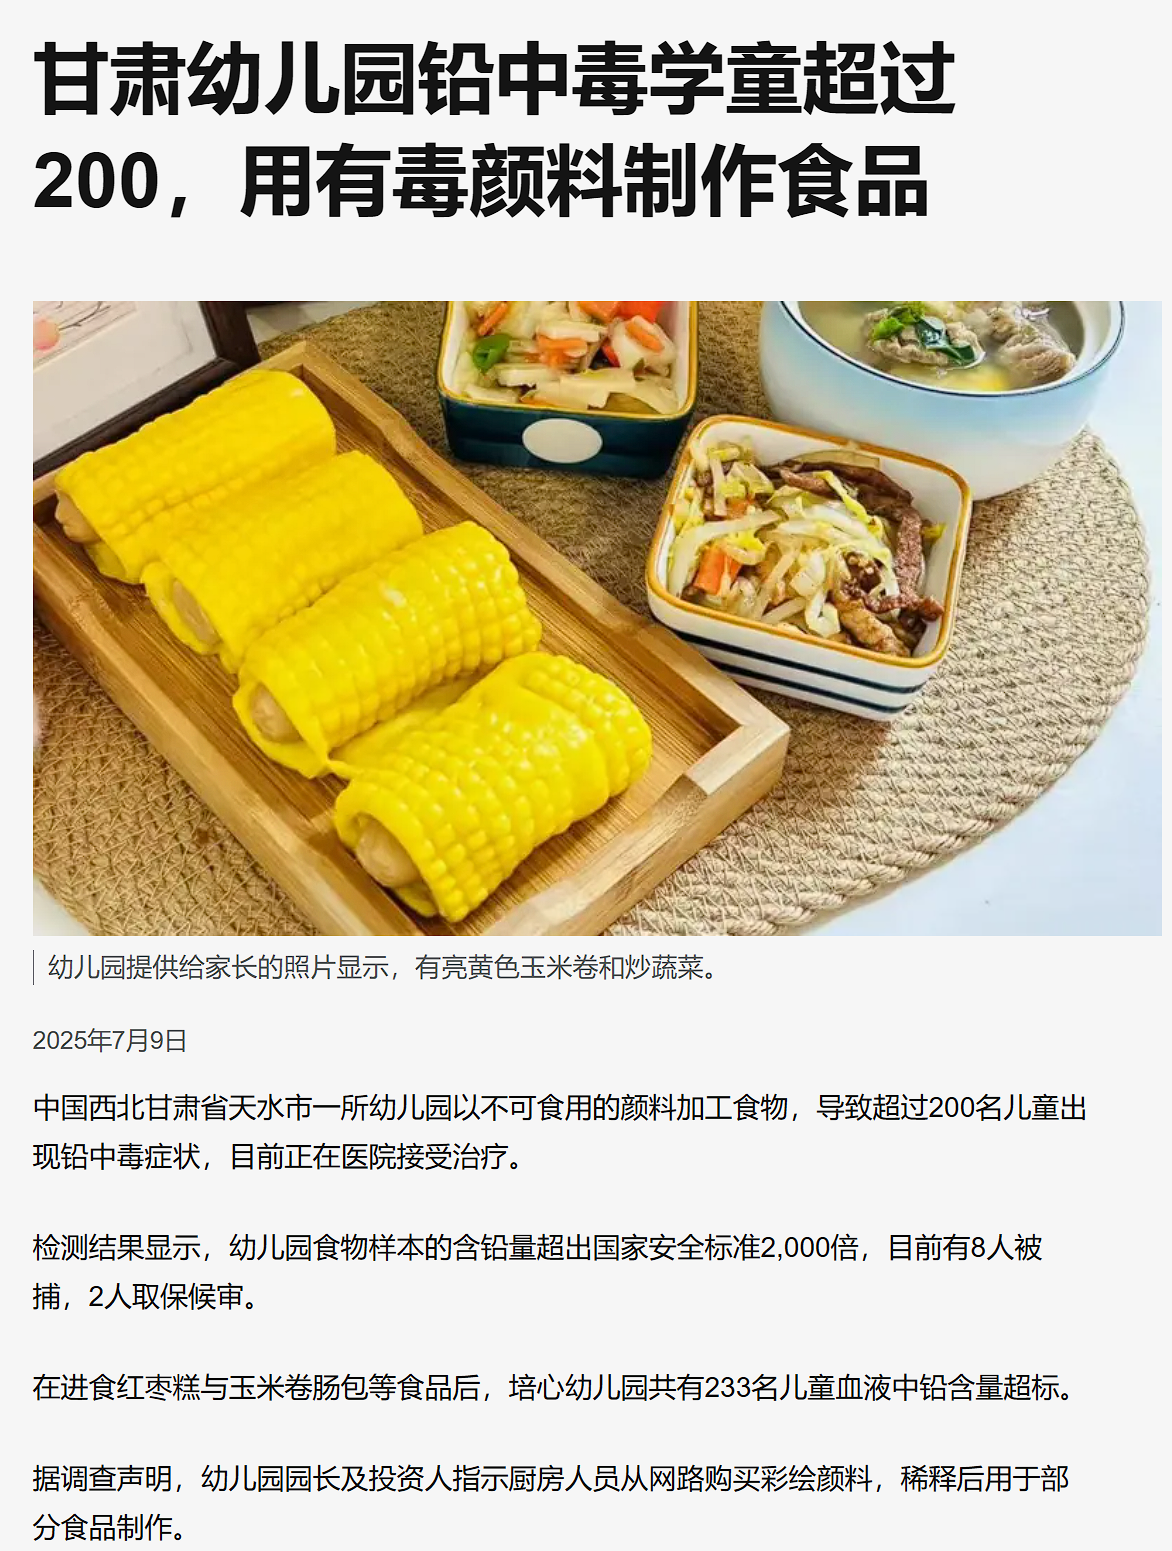 甘肃幼儿园铅中毒学童超过
200，用有毒颜料制作食品
幼儿园提供给家长的照片显示，有亮黄色玉米卷和炒蔬菜。
2025年7月9日
中国西北甘肃省天水市一所幼儿园以不可食用的颜料加工食物，导致超过200名儿童出
现铅中毒症状，目前正在医院接受治疗。
检测结果显示，幼儿园食物样本的含铅量超出国家安全标准2,000倍，目前有8人被
捕，2人取保候审。
在进食红枣糕与玉米卷肠包等食品后，培心幼儿园共有233名儿童血液中铅含量超标。
据调查声明，幼儿园园长及投资人指示厨房人员从网路购买彩绘颜料，稀释后用于部
分食品制作。